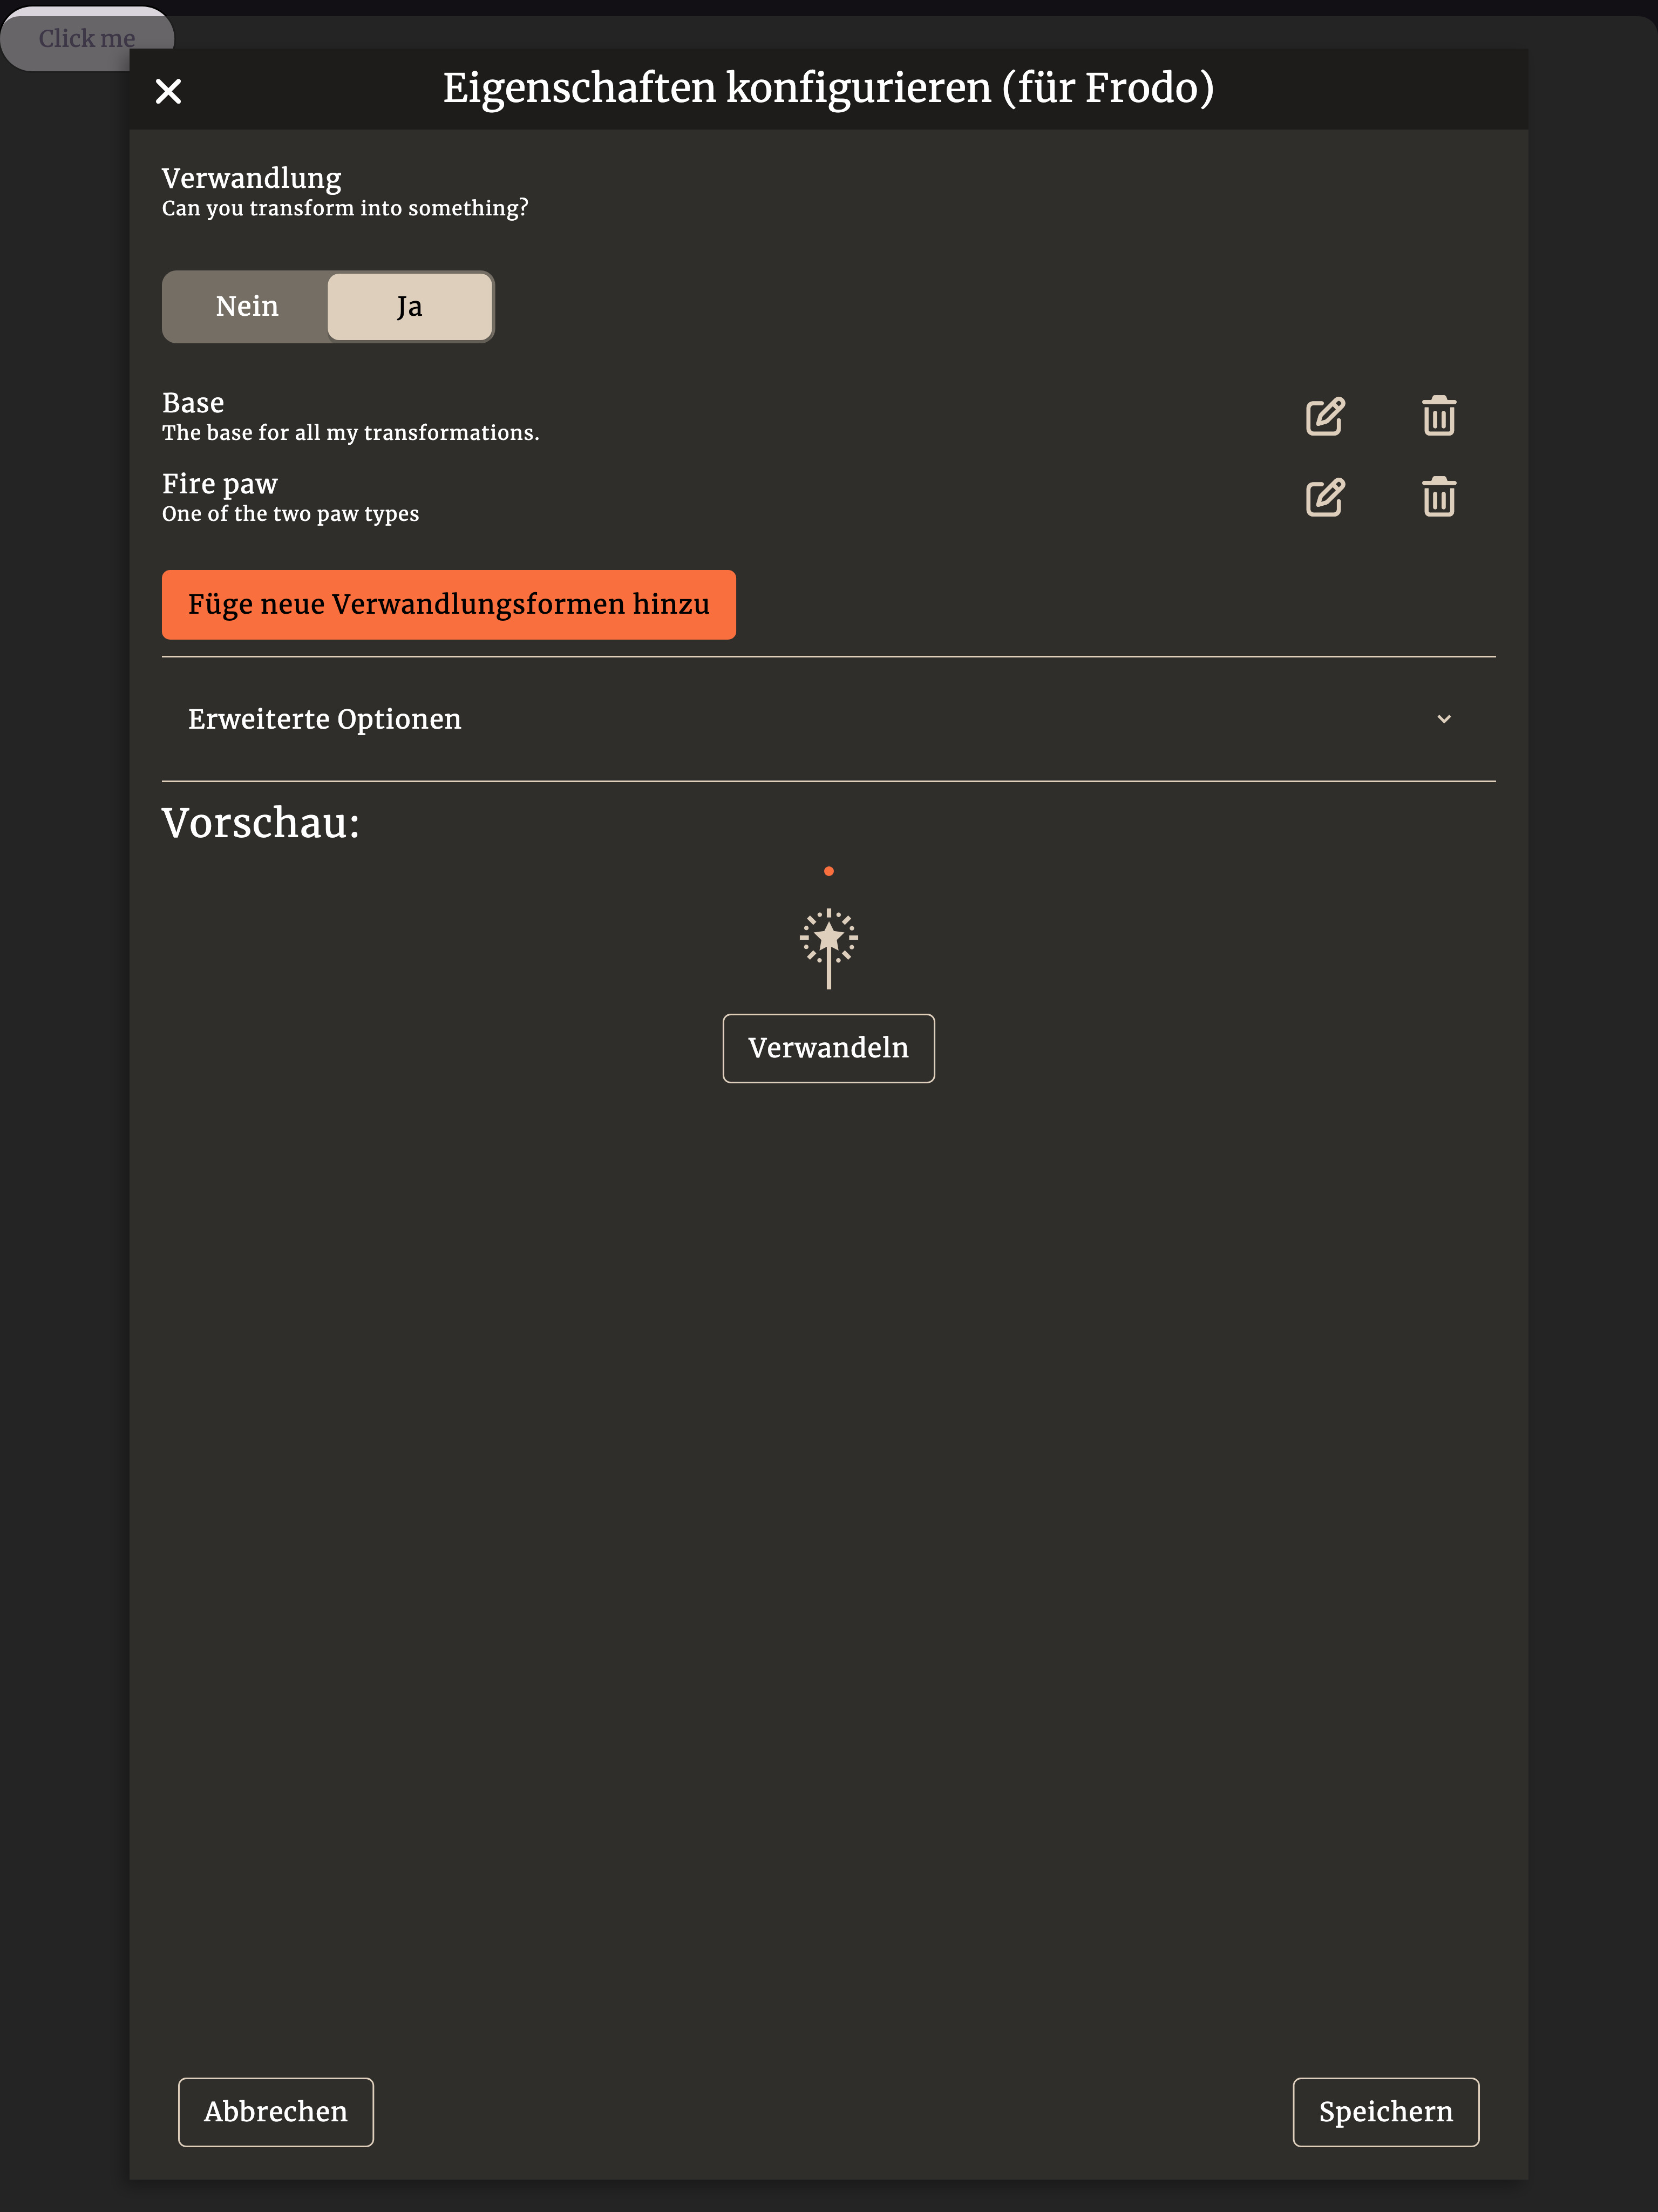 Click me
Eigenschaften konfigurieren (für Frodo)
Verwandlung
Can you transform into something?
Nein
Ja
Base
The base for all my transformations.
Fire paw
One of the two paw types
Füge neue Verwandlungsformen hinzu
Erweiterte Optionen
Vorschau:
Verwandeln
Abbrechen
Speichern